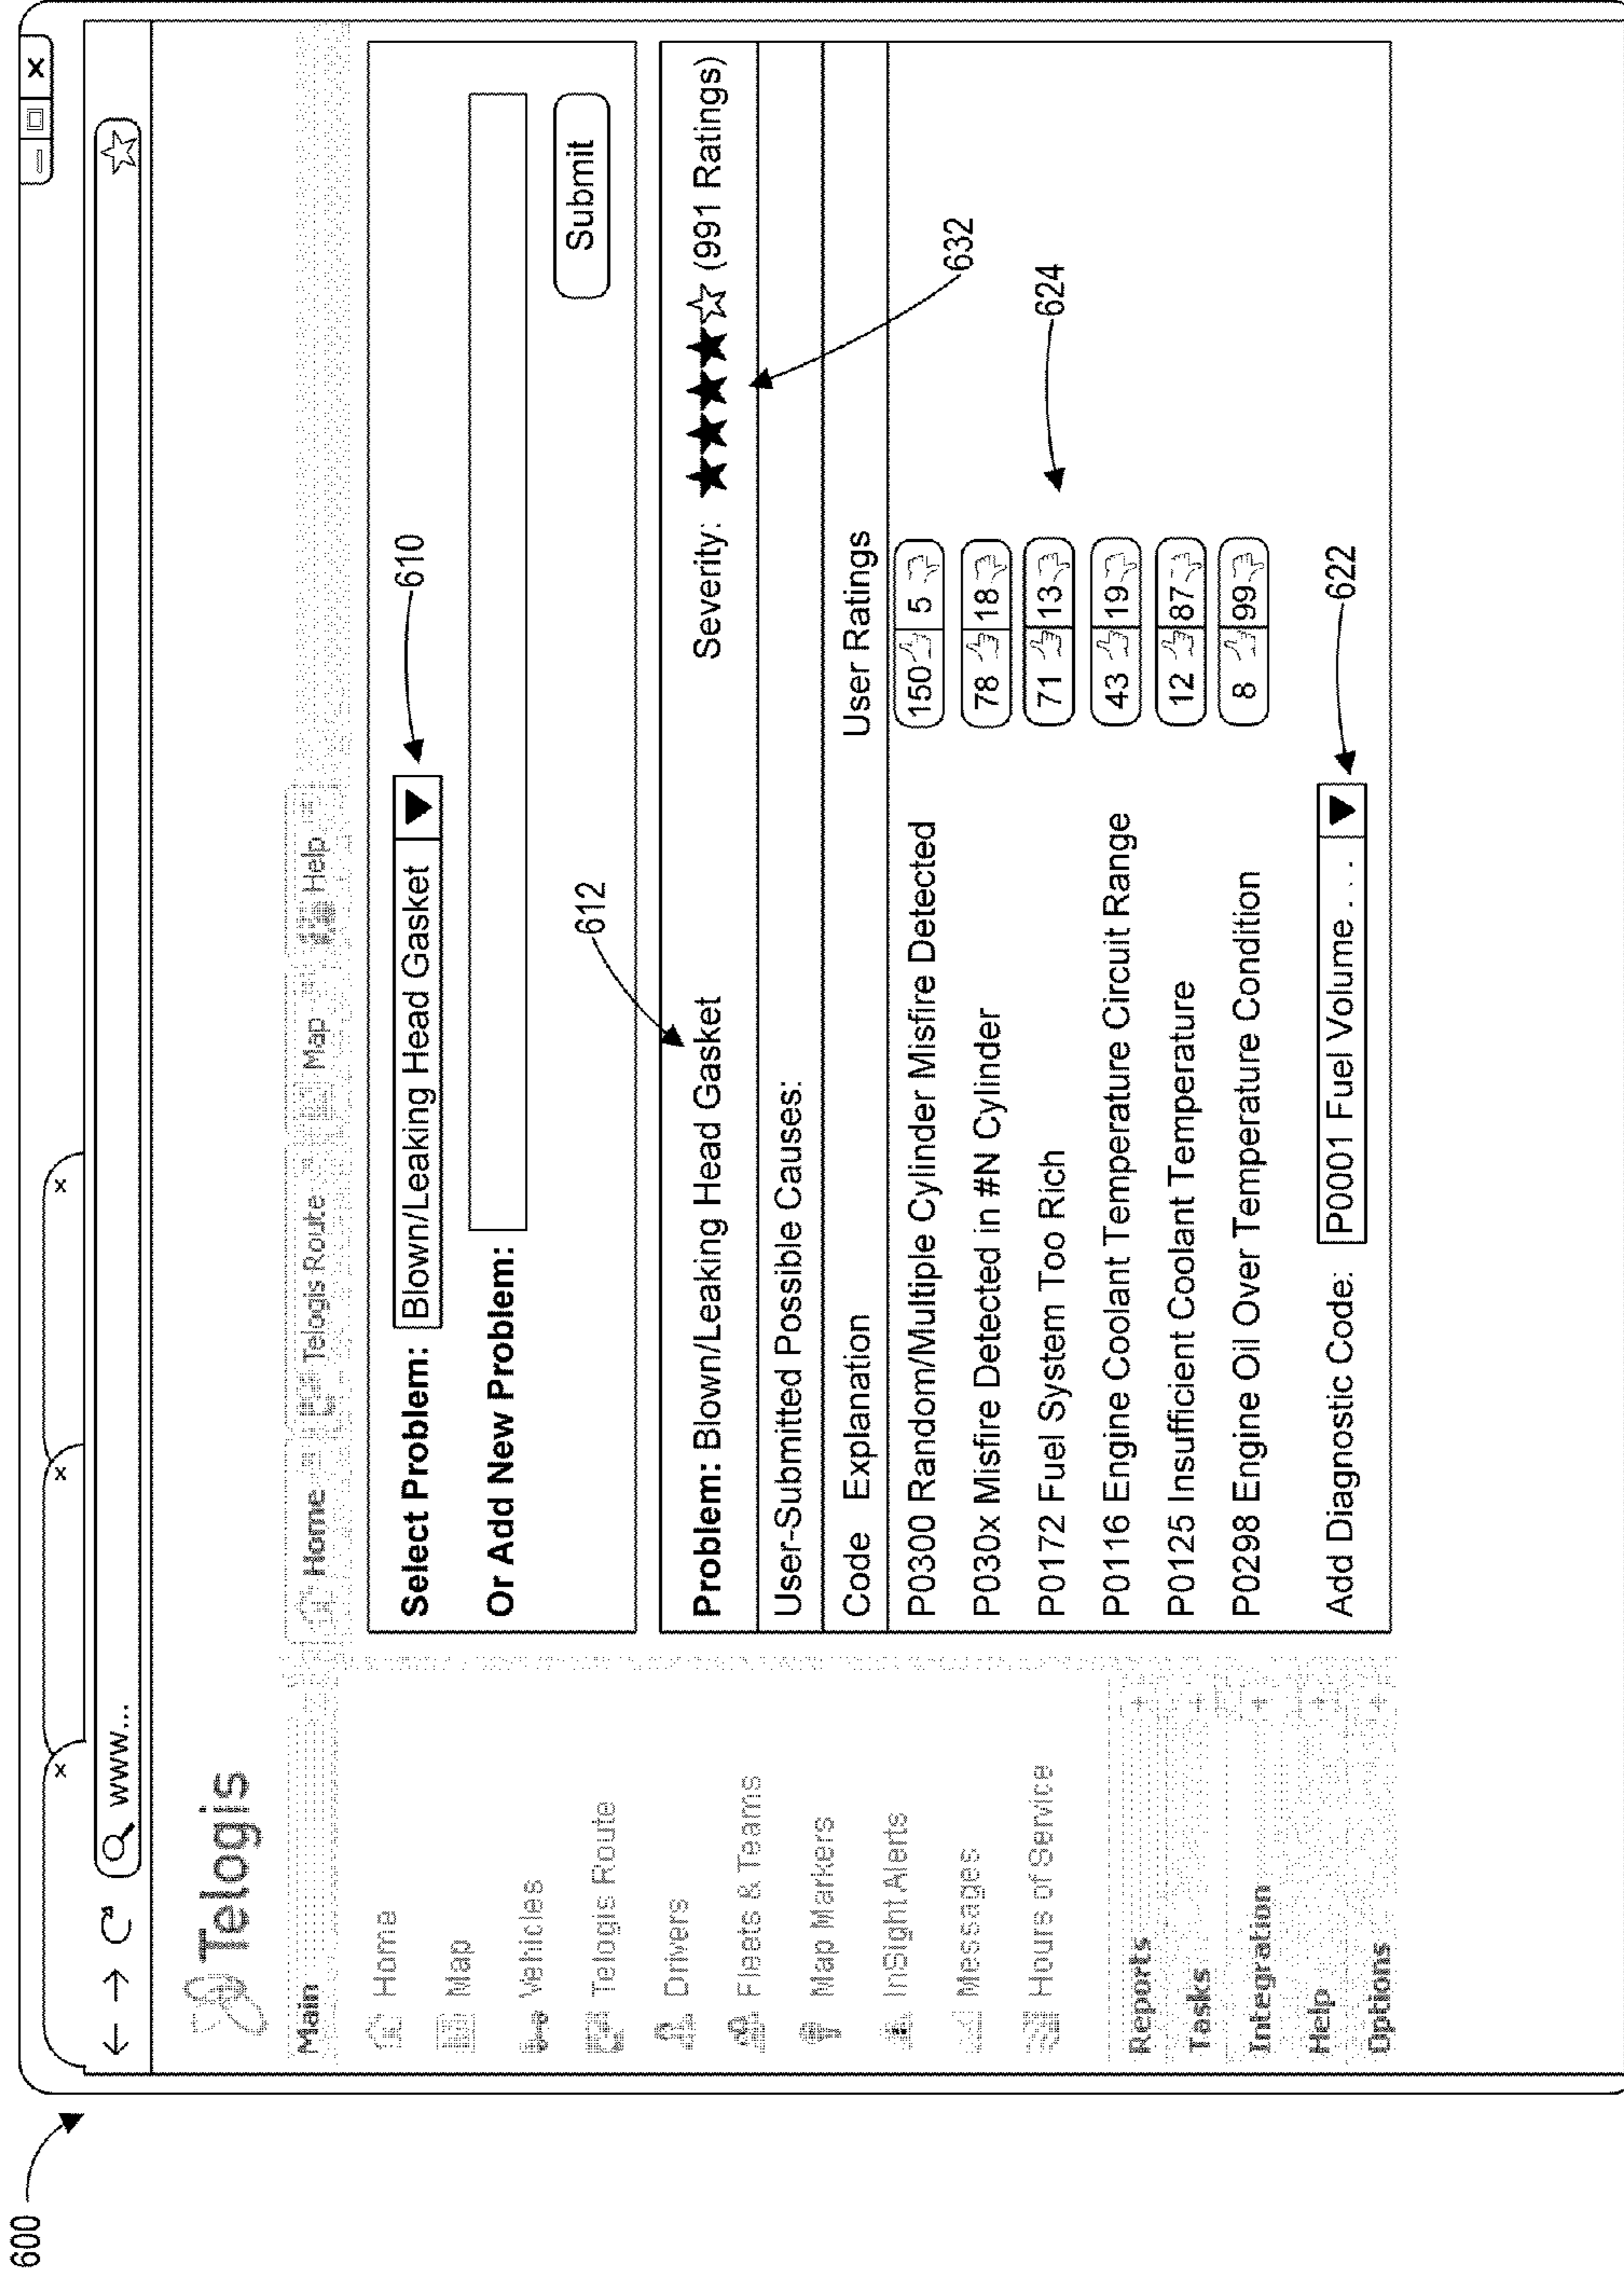 600
www...
Telogis
Main
Home
Map
Vehicles
Telogis Route
Drivers
Fleets & Teams
Map Markers
InSight Alerts
Messages
Hours of Service
Reports
Tasks
Integration
Help
Options
Home
Telogis Route
Map
Help
Select Problem: Blown/Leaking Head Gasket
610
Or Add New Problem:
Submit
612
Problem: Blown/Leaking Head Gasket Severity: ★★★★☆ (991 Ratings)
632
User-Submitted Possible Causes:
Code Explanation User Ratings
P0300 Random/Multiple Cylinder Misfire Detected 150 5
P030x Misfire Detected in #N Cylinder 78 18
P0172 Fuel System Too Rich 71 13
624
P0116 Engine Coolant Temperature Circuit Range 43 19
P0125 Insufficient Coolant Temperature 12 87
P0298 Engine Oil Over Temperature Condition 8 99
Add Diagnostic Code: P0001 Fuel Volume . . . .
622